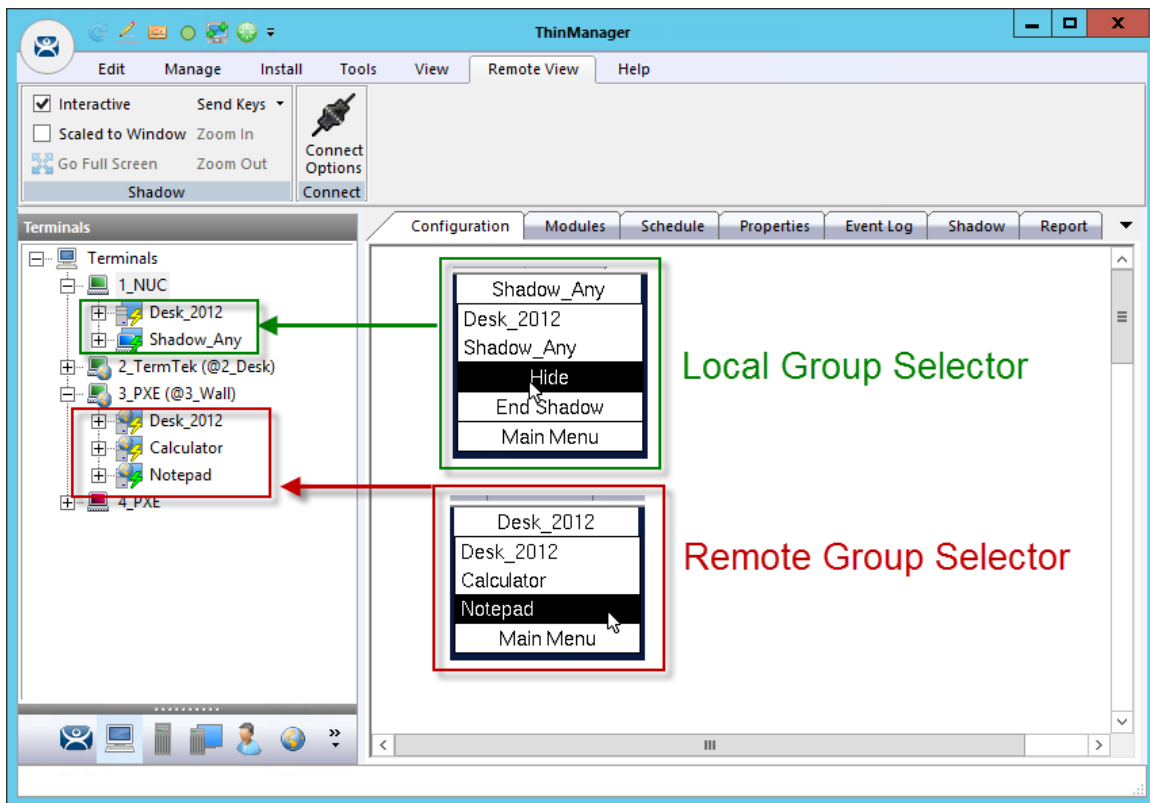 ThinManager
Edit Manage Install Tools View Remote View Help
Interactive Send Keys
Scaled to Window Zoom In
Go Full Screen Zoom Out
Connect Options
Shadow Connect
Terminals
Configuration Modules Schedule Properties Event Log Shadow Report
Terminals
1_NUC
Desk_2012
Shadow_Any
2_TermTek (@2_Desk)
3_PXE (@3_Wall)
Desk_2012
Calculator
Notepad
4_PXE
Shadow_Any
Desk_2012
Shadow_Any
Hide
End Shadow
Main Menu
Local Group Selector
Desk_2012
Desk_2012
Calculator
Notepad
Main Menu
Remote Group Selector